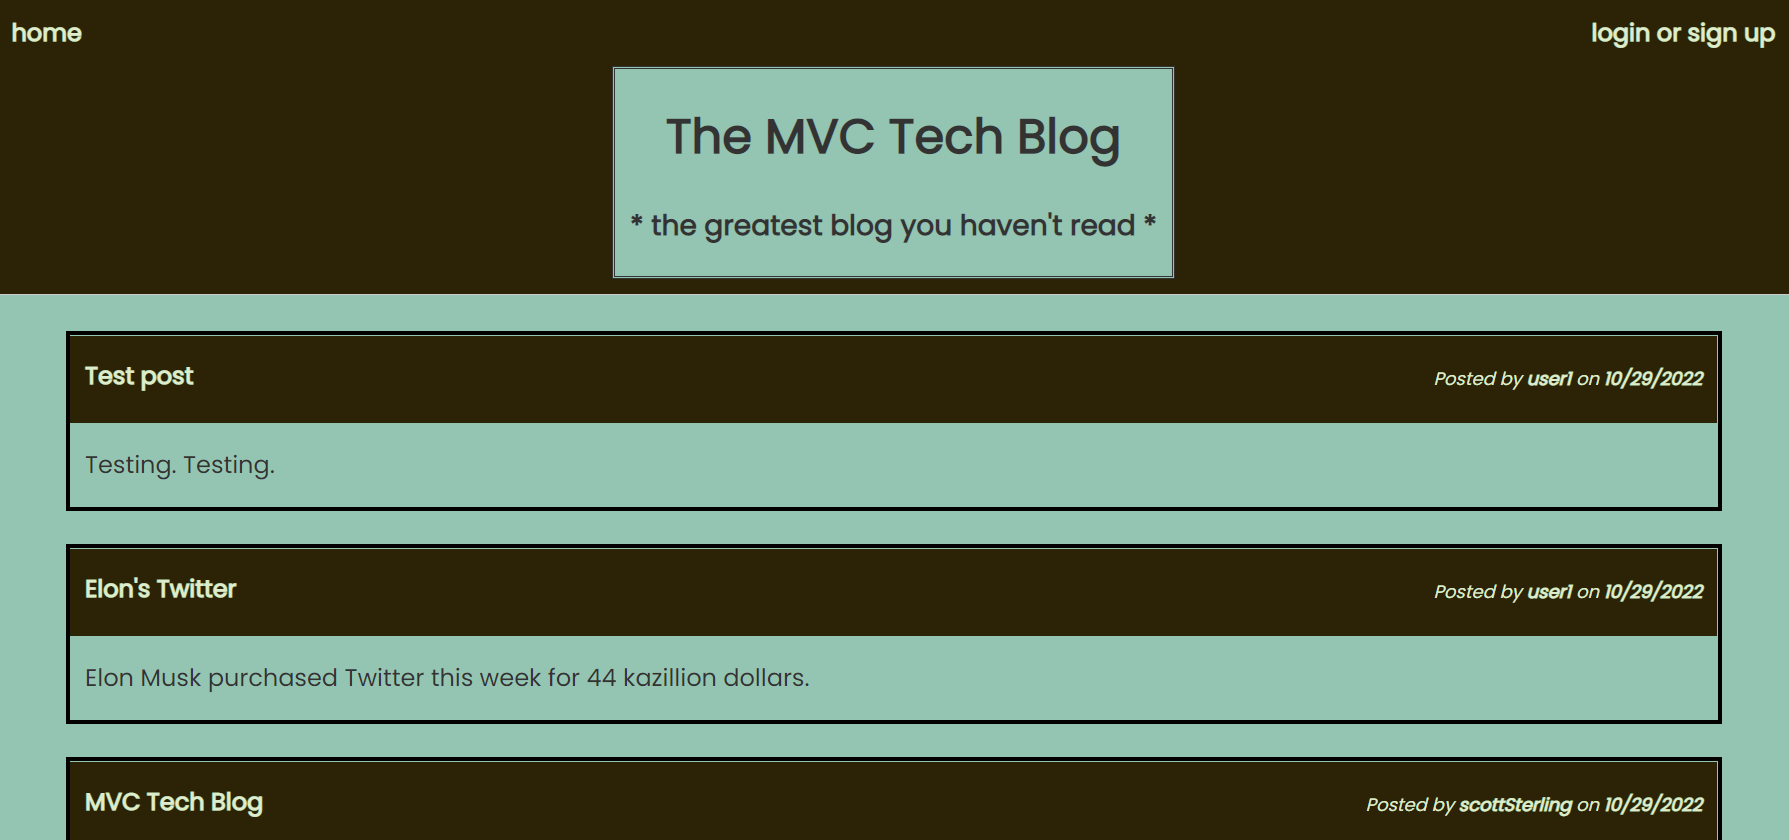 home
login or sign up
The MVC Tech Blog
* the greatest blog you haven't read *
Test post
Posted by user1 on 10/29/2022
Testing. Testing.
Elon's Twitter
Posted by user1 on 10/29/2022
Elon Musk purchased Twitter this week for 44 kazillion dollars.
MVC Tech Blog
Posted by scottSterling on 10/29/2022